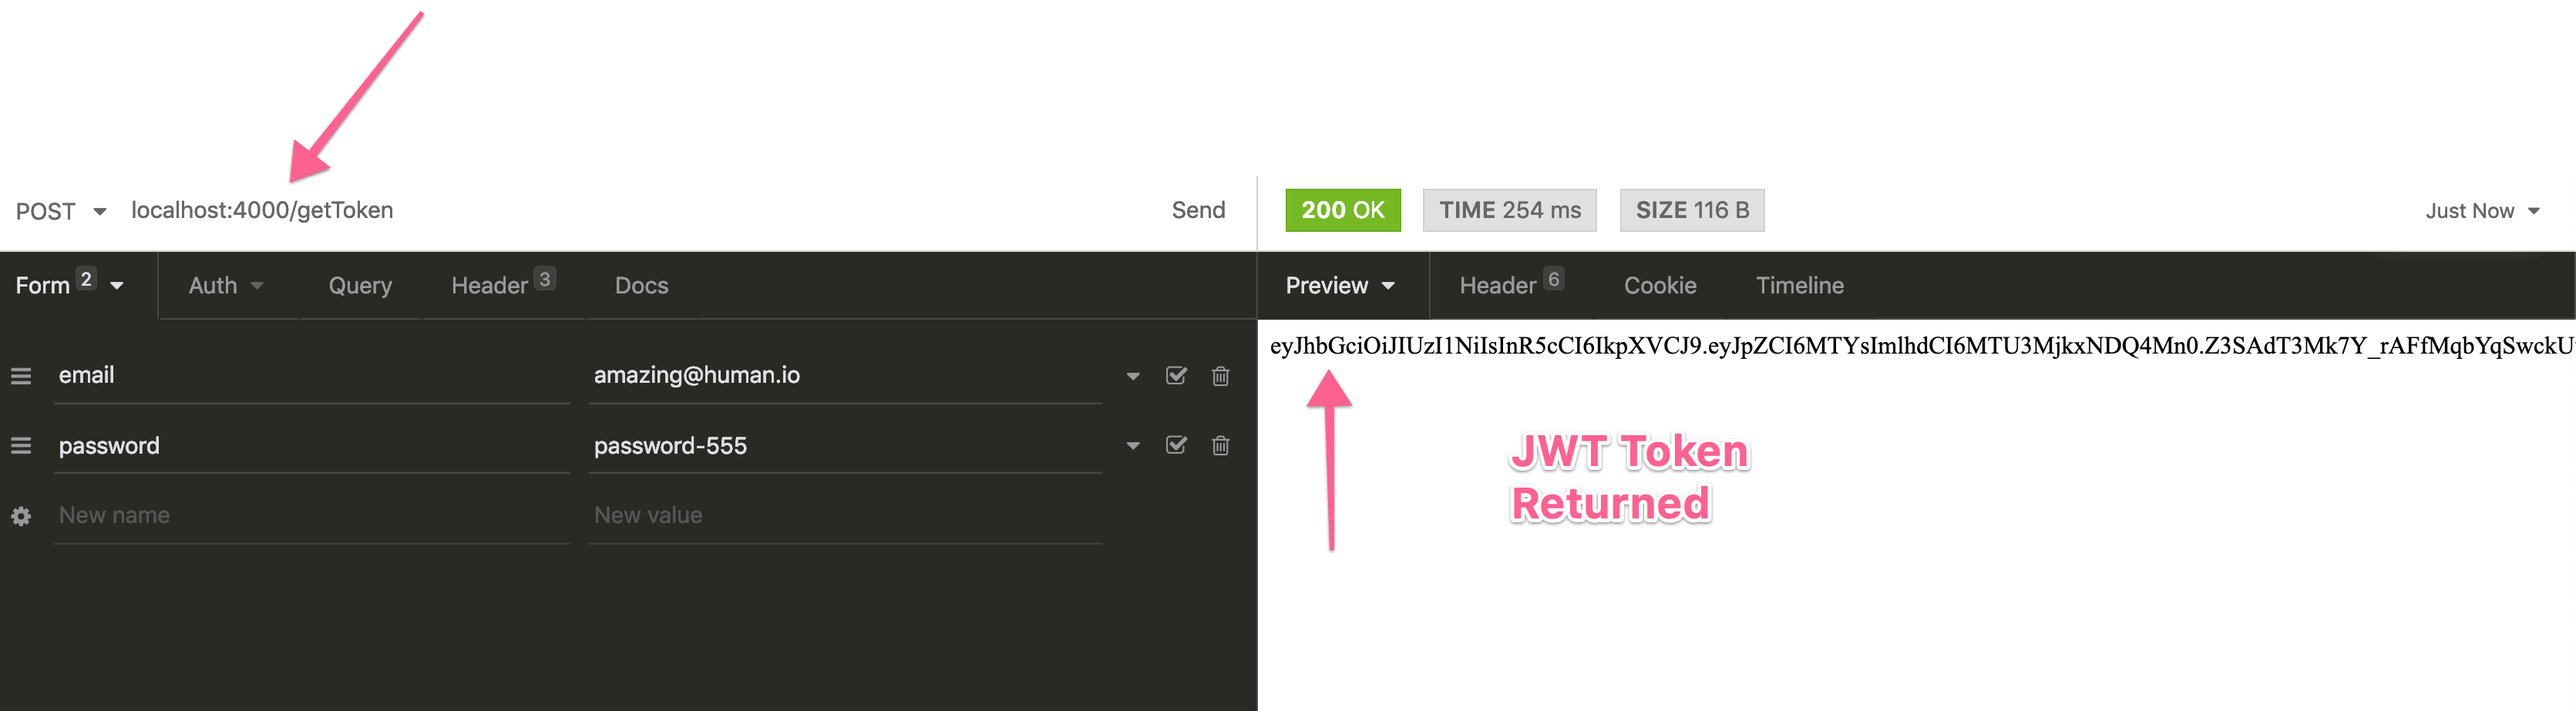 POST localhost:4000/getToken Send
200 OK TIME 254 ms SIZE 116 B Just Now
Form 2 Auth Query Header 3 Docs
Preview Header 6 Cookie Timeline
email amazing@human.io
password password-555
New name New value
eyJhbGciOiJIUzI1NiIsInR5cCI6IkpXVCJ9.eyJpZCI6MTYsImlhdCI6MTU3MjkxNDQ4Mn0.Z3SAdT3Mk7Y_rAFfMqbYqSwckU
JWT Token
Returned